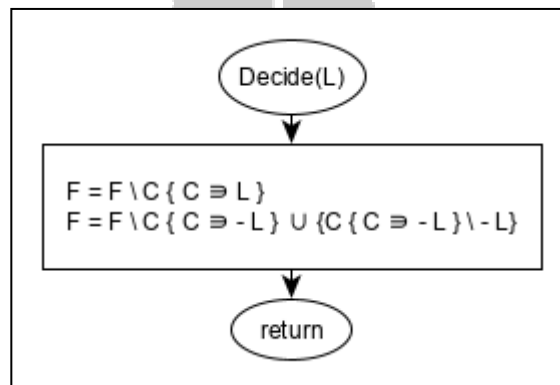 Decide(L)
F = F \ C { C ∋ L }
F = F \ C { C ∋ - L } ∪ {C { C ∋ - L } \ - L}
return